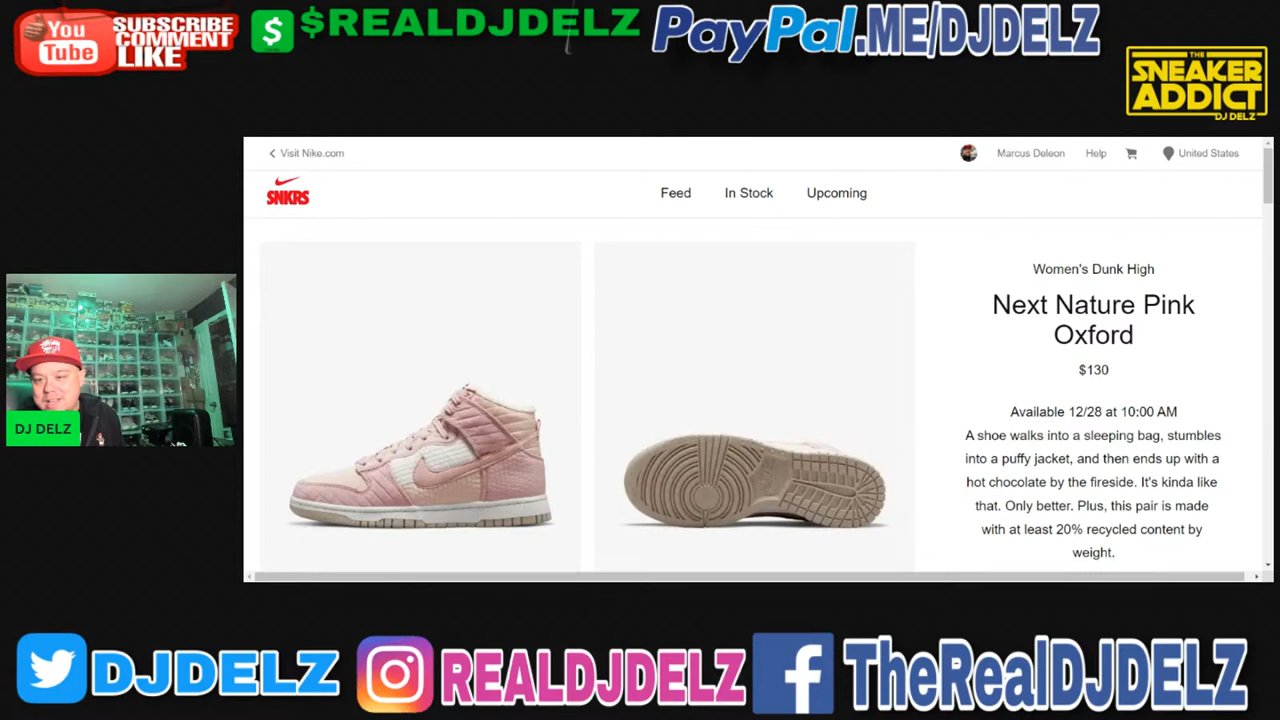 You Tube
SUBSCRIBE
COMMENT
LIKE
$ $REALDJDELZ
PayPal.ME/DJDELZ
THE
SNEAKER
ADDICT
DJ DELZ
Visit Nike.com
Marcus Deleon Help United States
SNKRS
Feed In Stock Upcoming
Women's Dunk High
Next Nature Pink
Oxford
$130
Available 12/28 at 10:00 AM
A shoe walks into a sleeping bag, stumbles
into a puffy jacket, and then ends up with a
hot chocolate by the fireside. It's kinda like
that. Only better. Plus, this pair is made
with at least 20% recycled content by
weight.
DJ DELZ
DJDELZ
REALDJDELZ
f TheRealDJDELZ